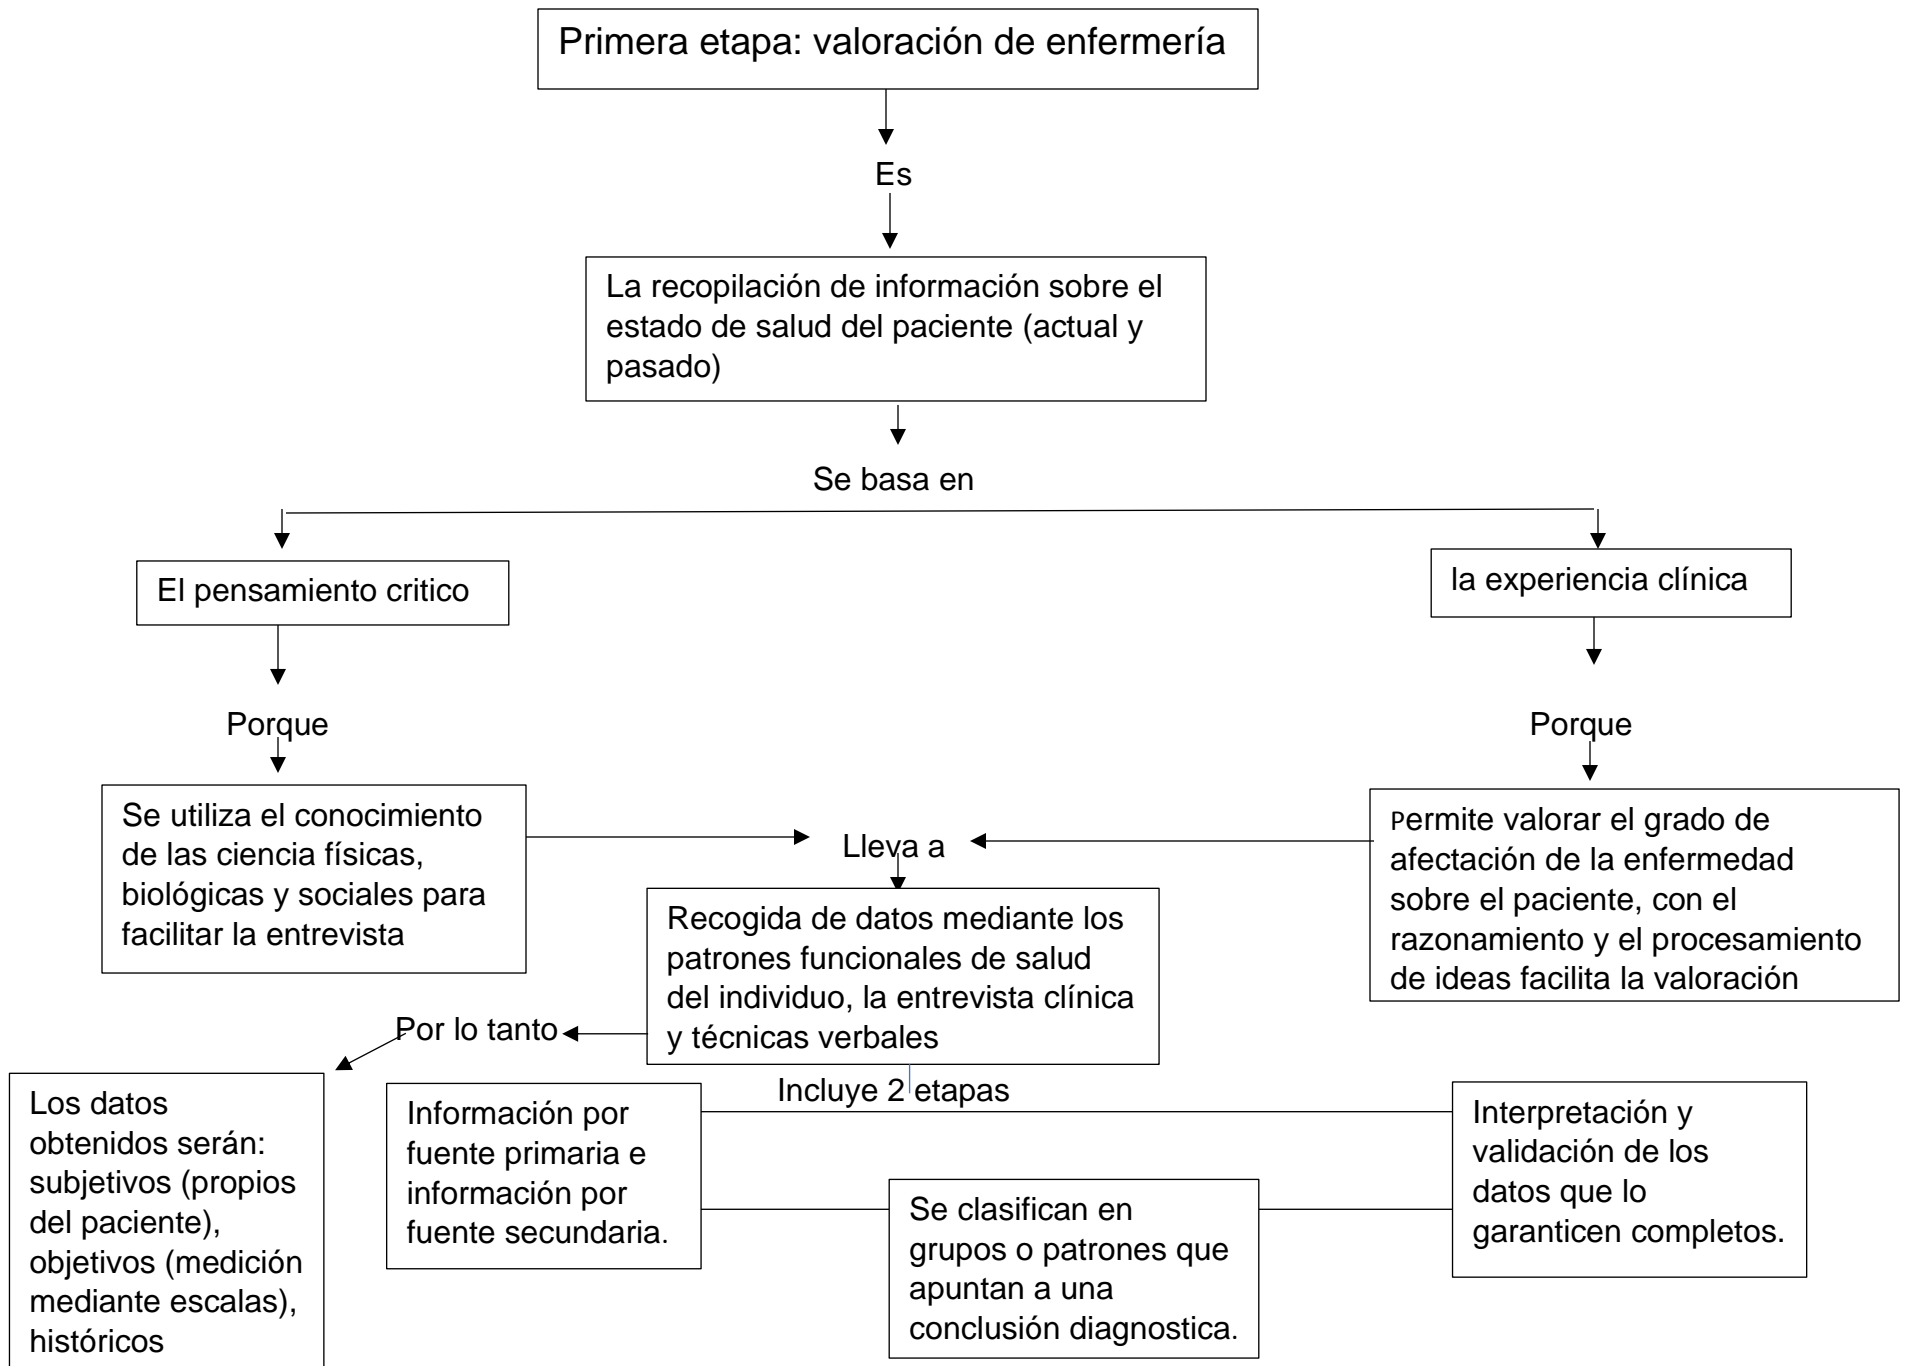 Primera etapa: valoración de enfermería
Es
La recopilación de información sobre el
estado de salud del paciente (actual y
pasado)
Se basa en
El pensamiento critico
la experiencia clínica
Porque
Porque
Se utiliza el conocimiento
de las ciencia físicas,
biológicas y sociales para
facilitar la entrevista
Lleva a
Permite valorar el grado de
afectación de la enfermedad
sobre el paciente, con el
razonamiento y el procesamiento
de ideas facilita la valoración
Recogida de datos mediante los
patrones funcionales de salud
del individuo, la entrevista clínica
y técnicas verbales
Por lo tanto
Incluye 2 etapas
Los datos
obtenidos serán:
subjetivos (propios
del paciente),
objetivos (medición
mediante escalas),
históricos
Información por
fuente primaria e
información por
fuente secundaria.
Se clasifican en
grupos o patrones que
apuntan a una
conclusión diagnostica.
Interpretación y
validación de los
datos que lo
garanticen completos.